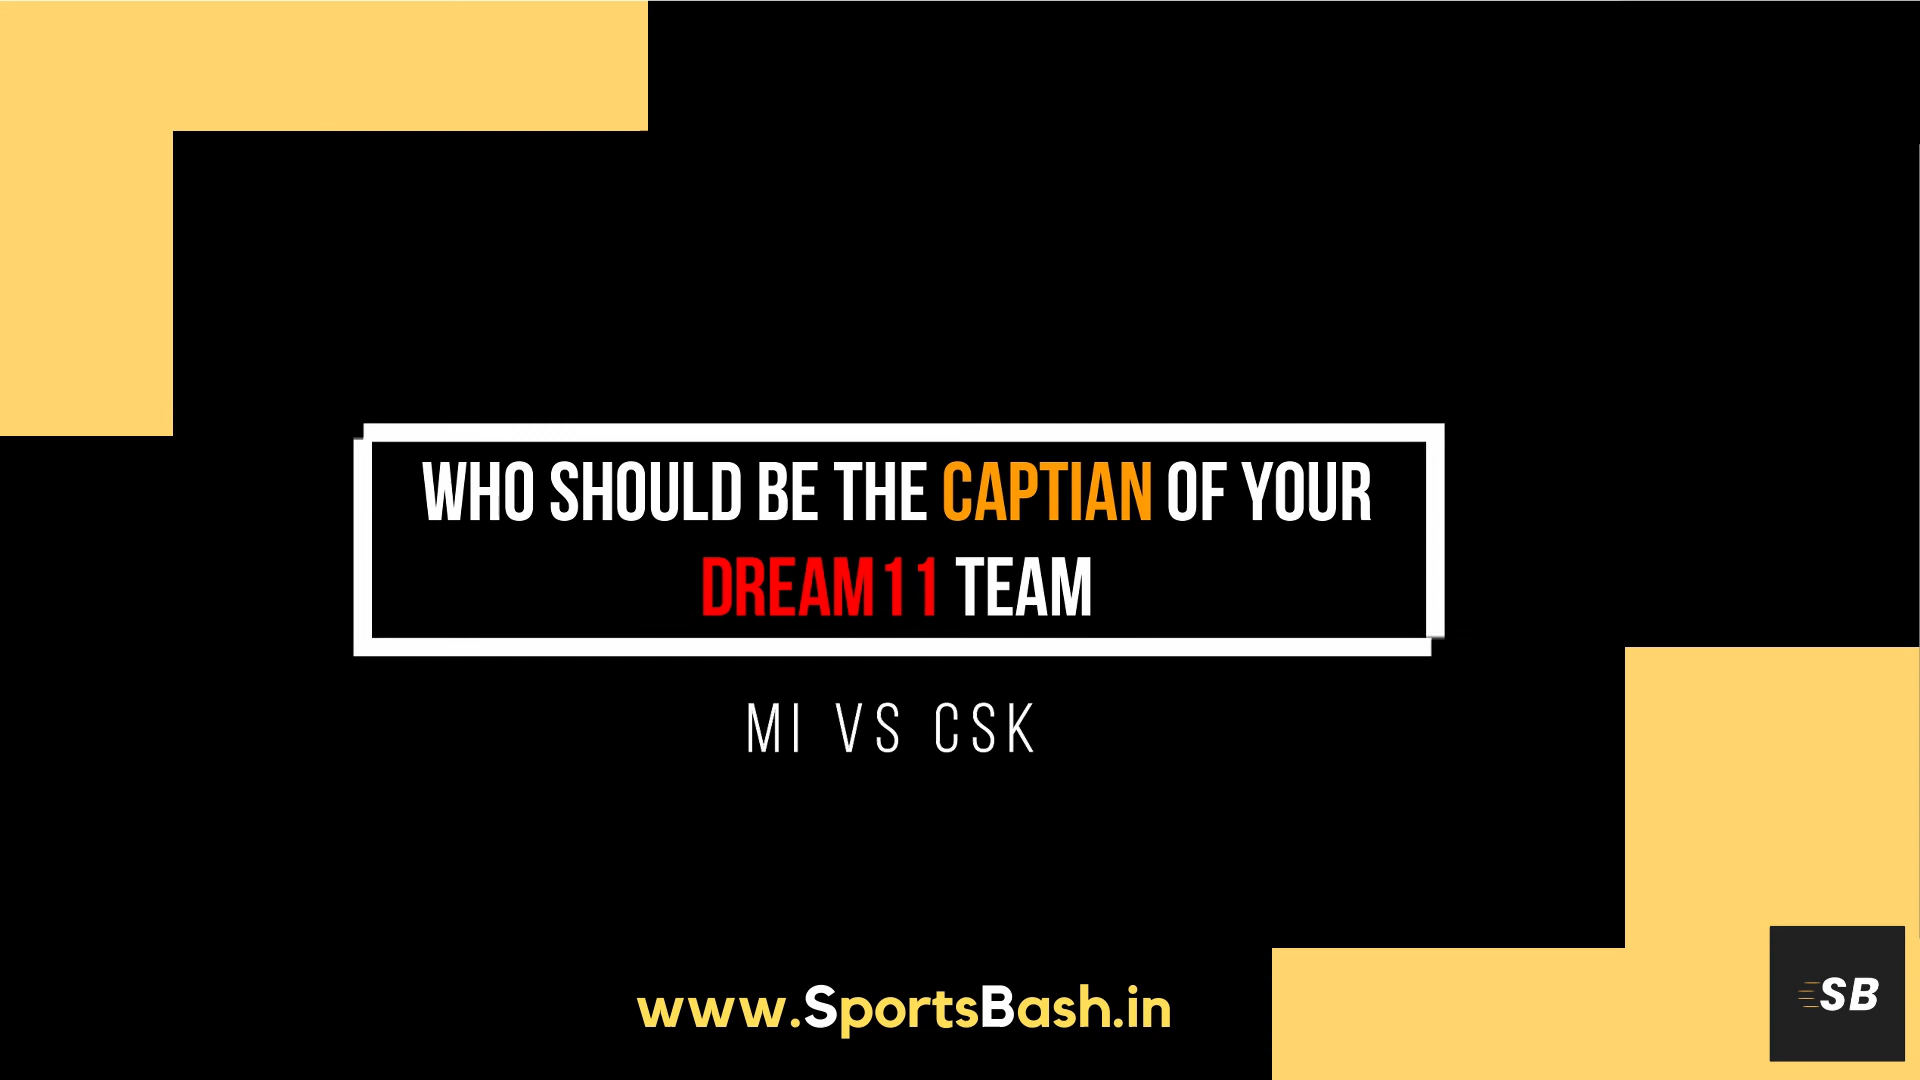 WHO SHOULD BE THE CAPTIAN OF YOUR
DREAM11 TEAM
MI VS CSK
www.SportsBash.in
SB